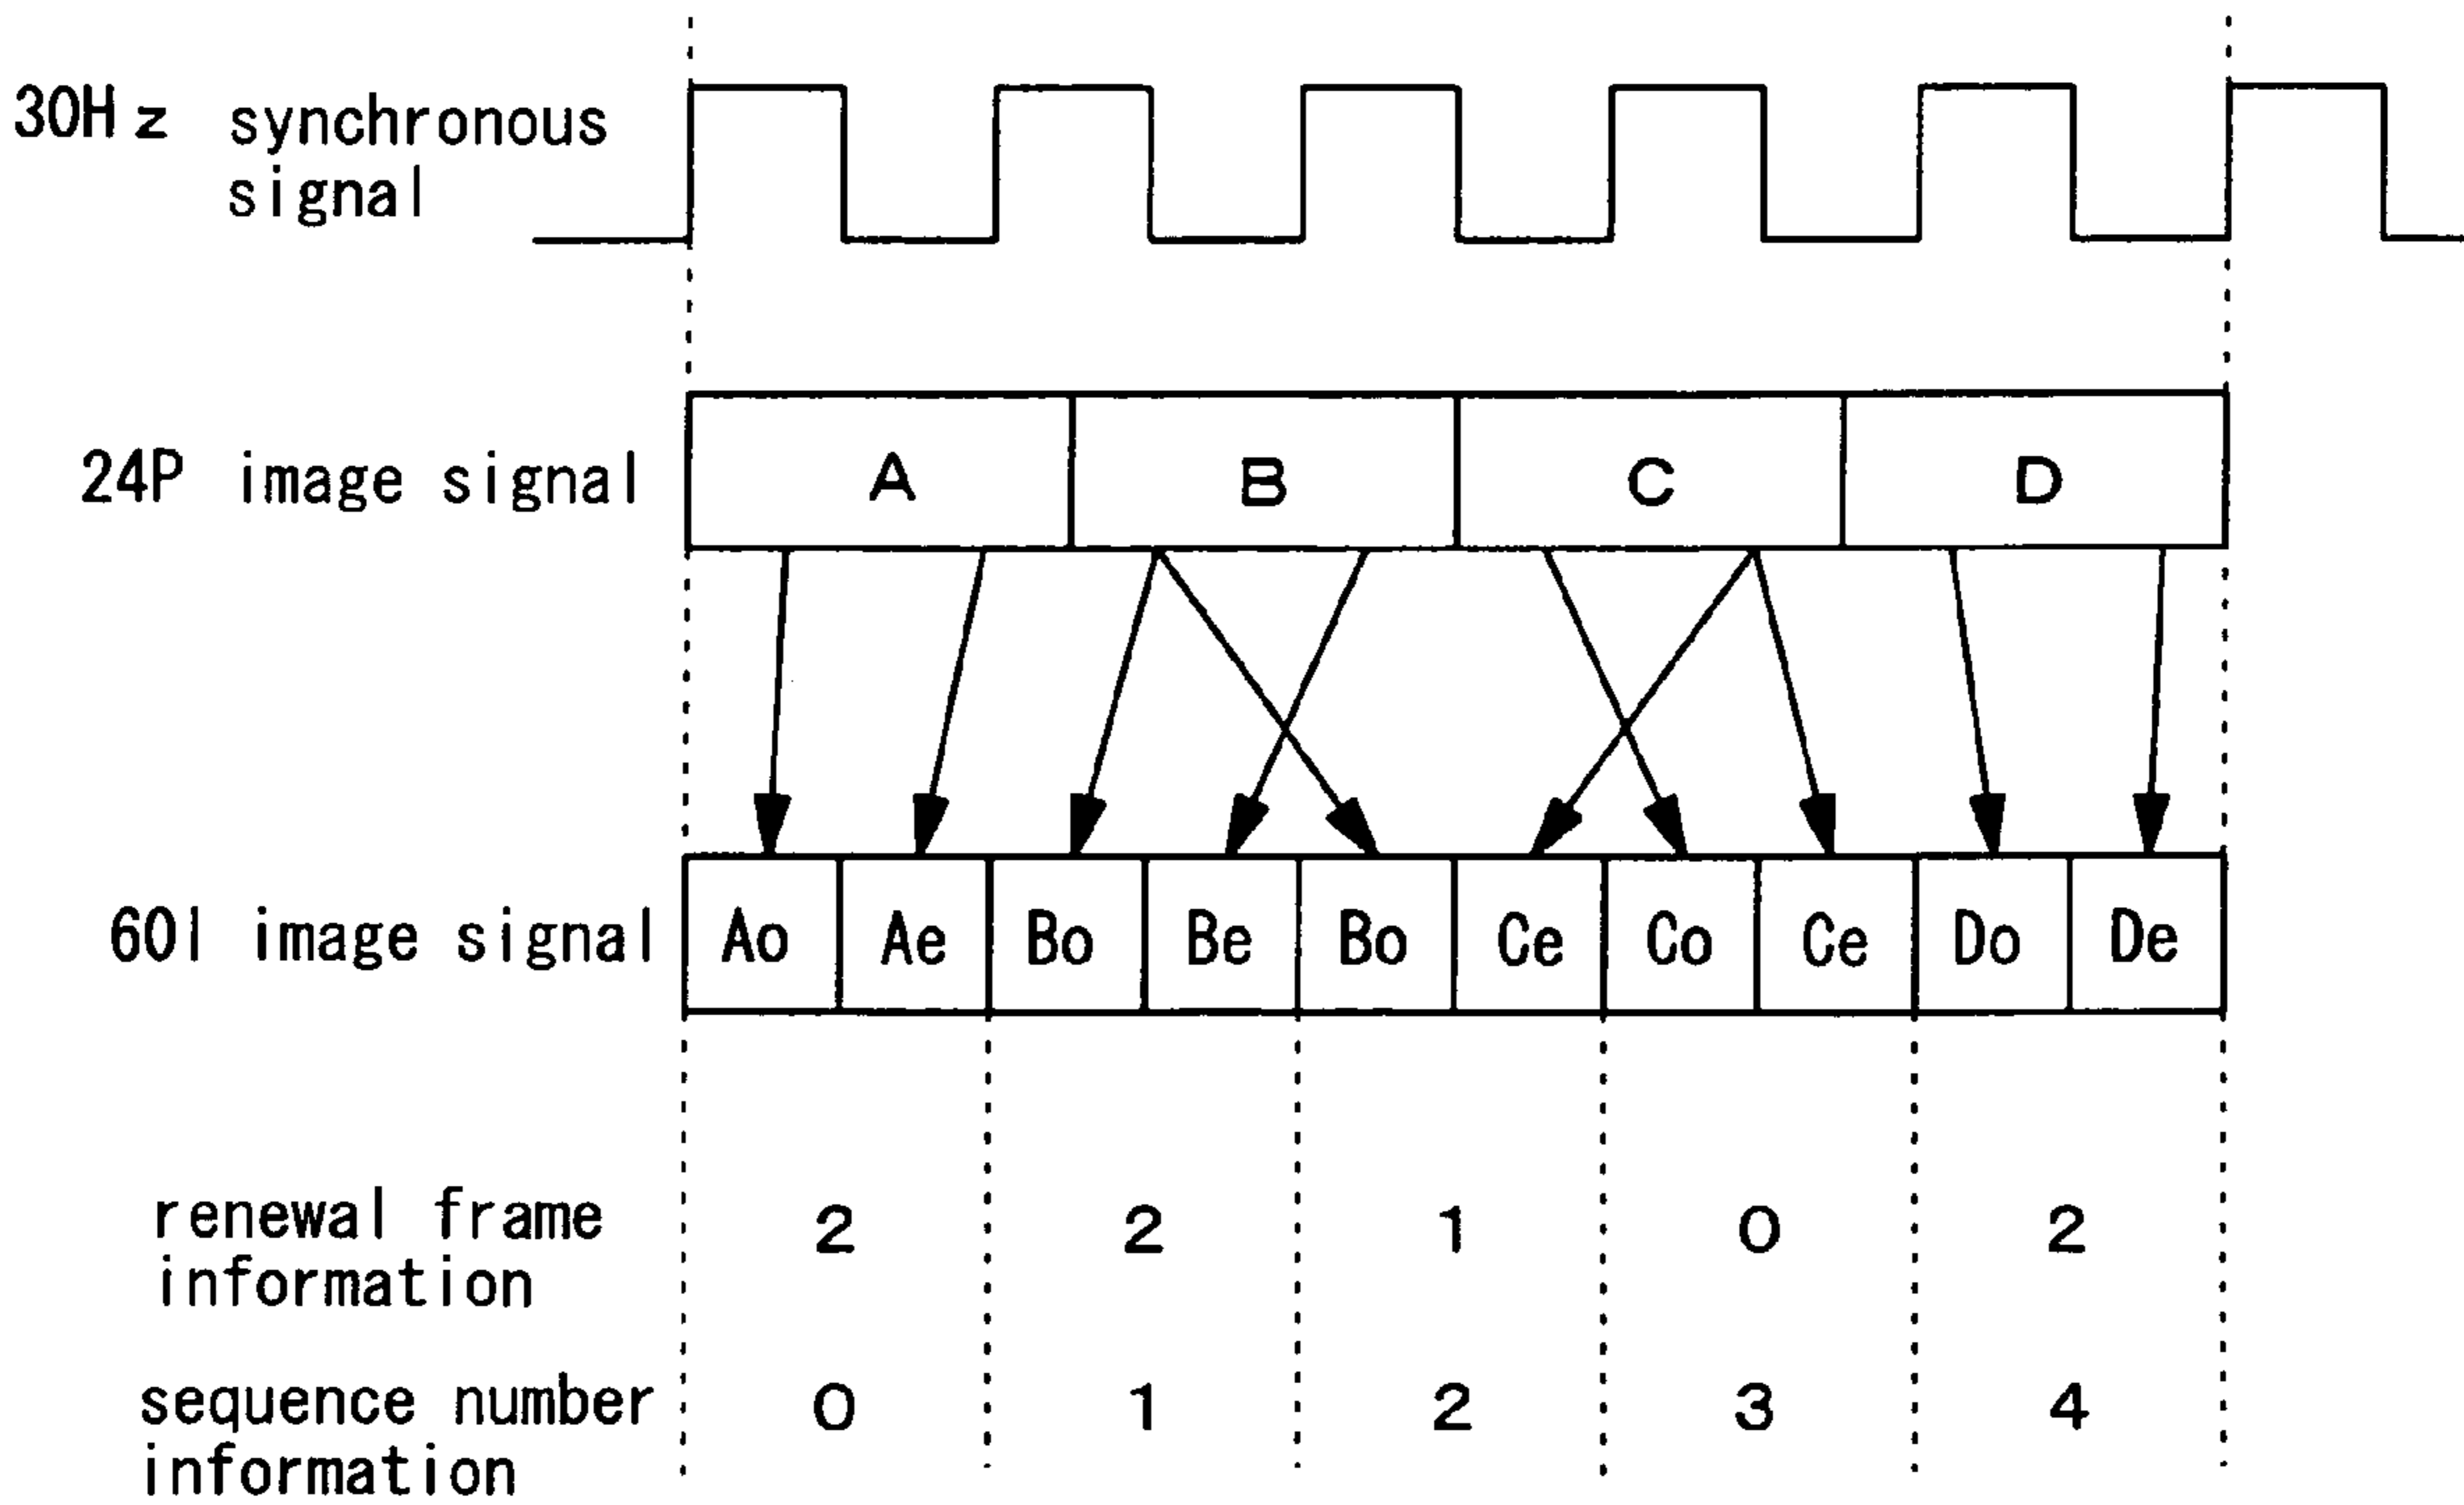 30Hz synchronous
signal
24P image signal
A B C D
60I image signal
Ao Ae Bo Be Bo Ce Co Ce Do De
renewal frame
information
2 2 1 0 2
sequence number
information
0 1 2 3 4